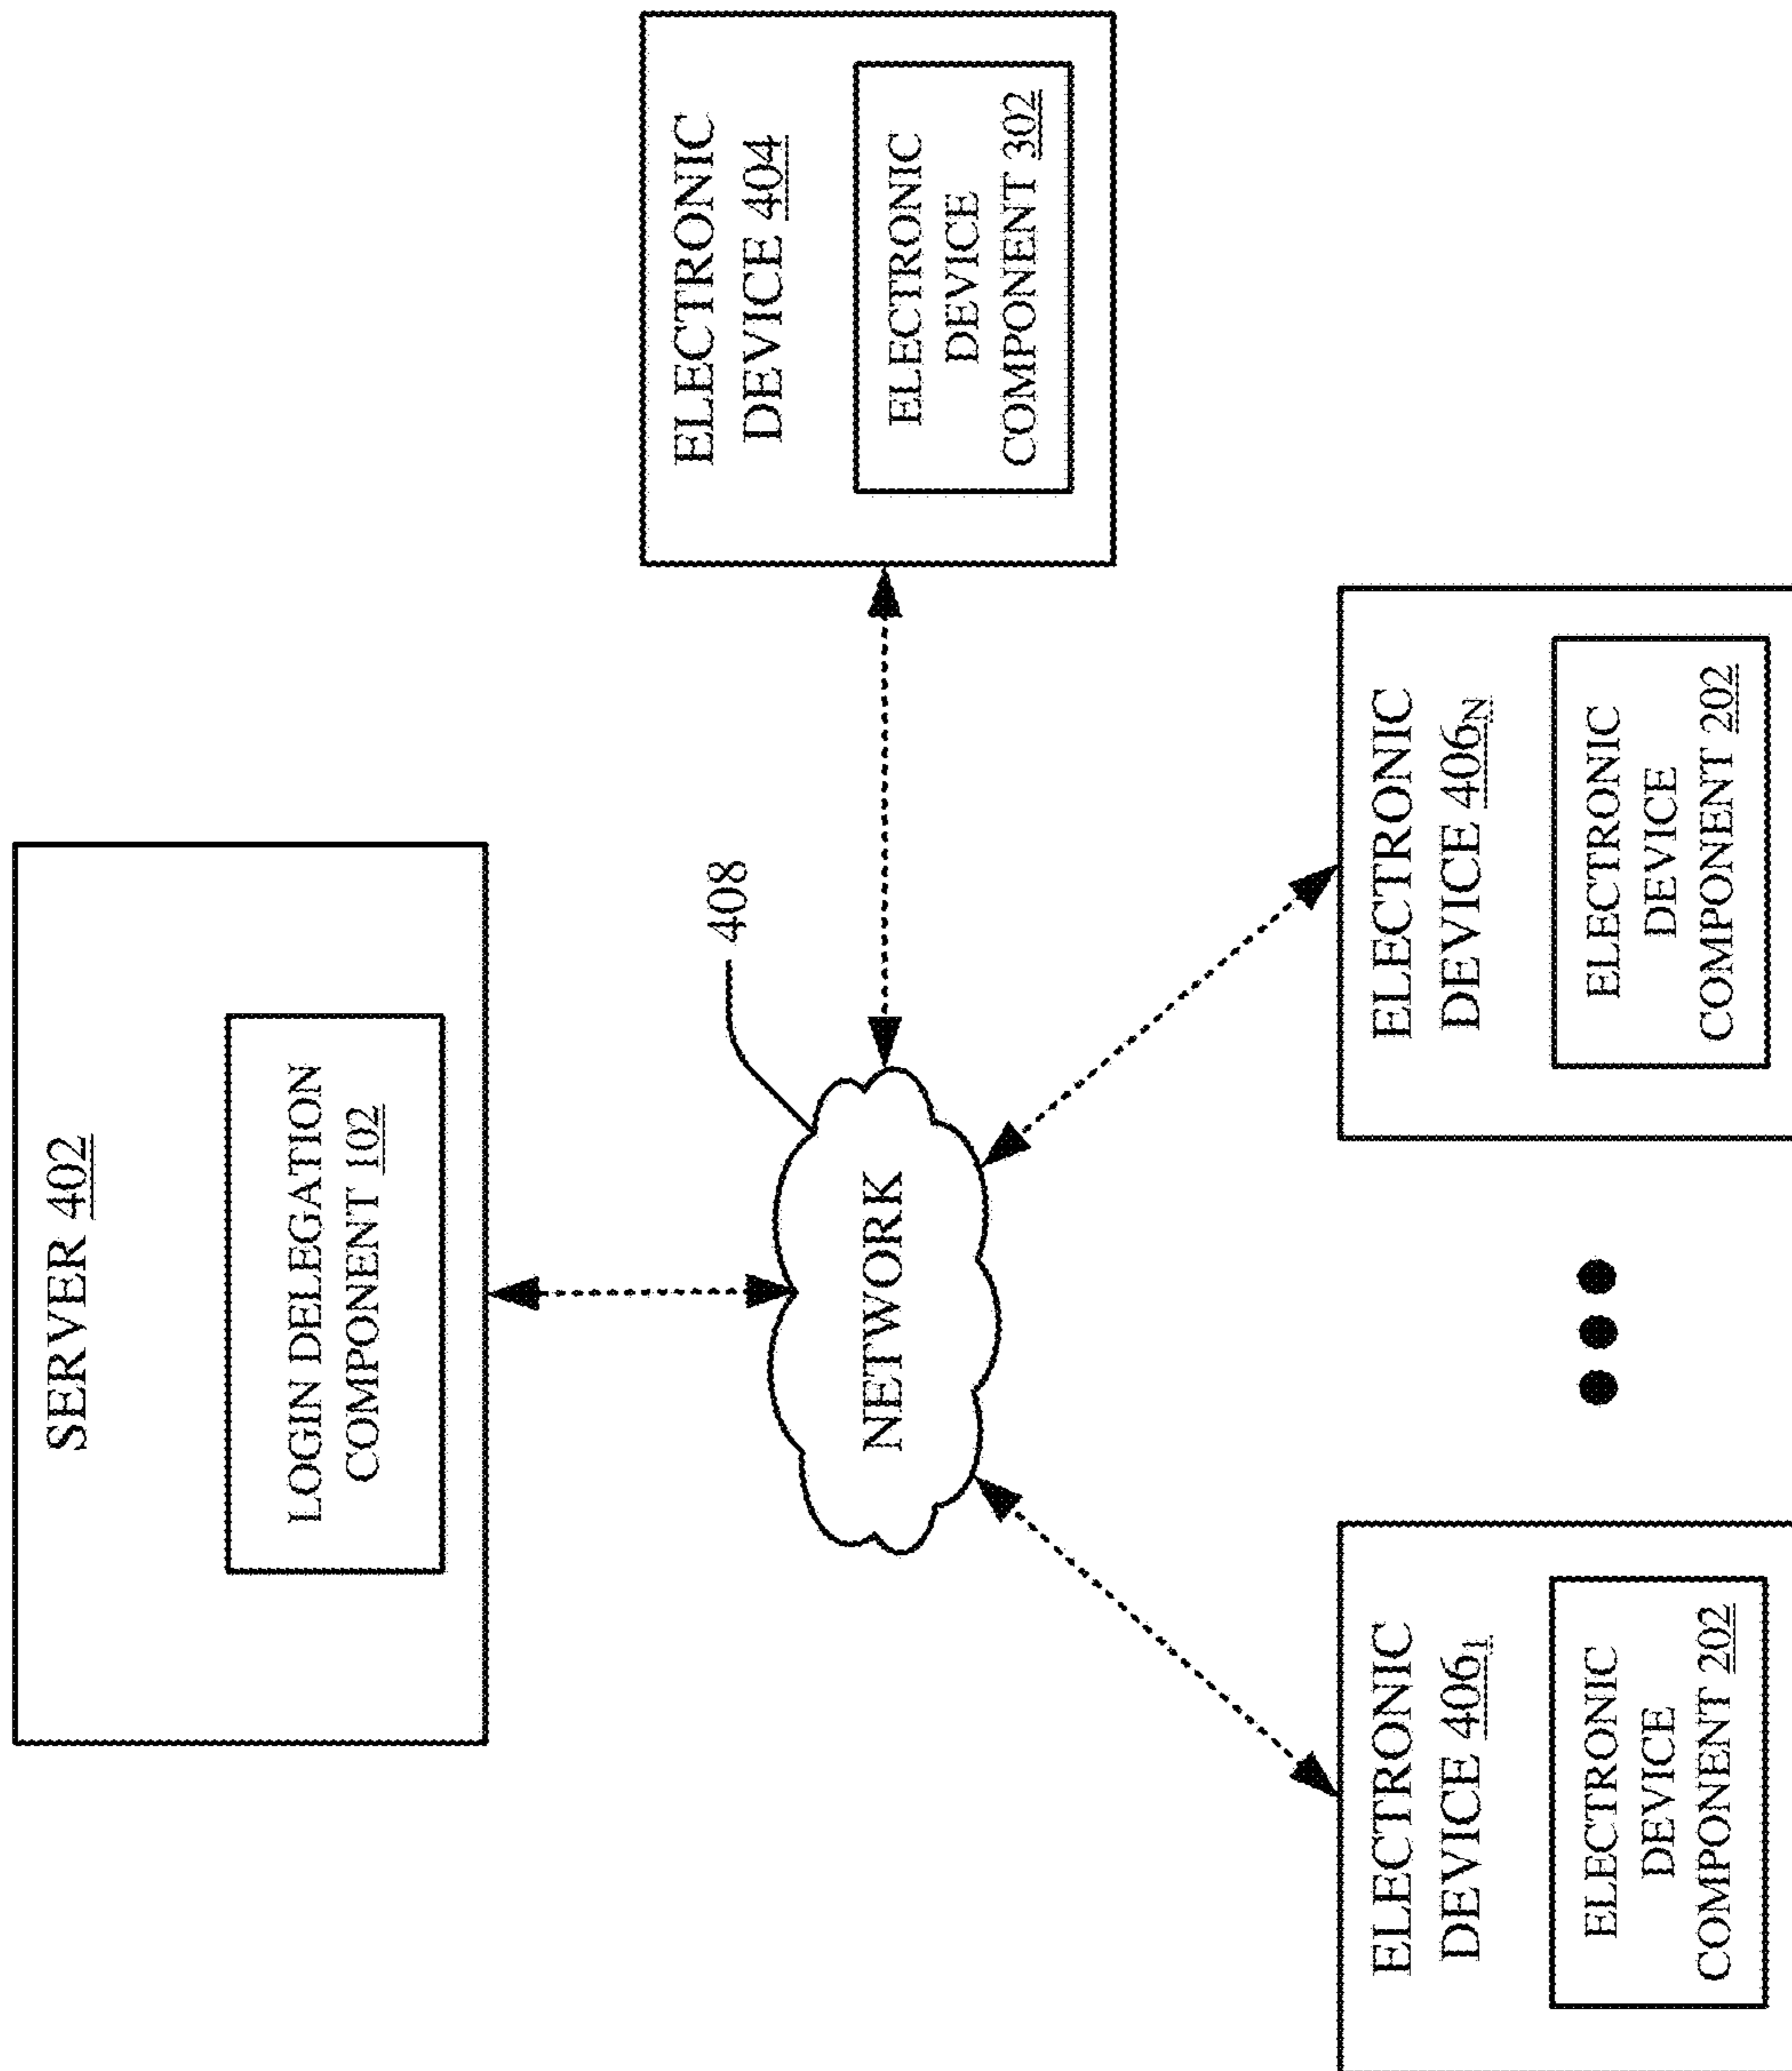 SERVER 402
LOGIN DELEGATION
COMPONENT 102
408
NETWORK
ELECTRONIC
DEVICE 404
ELECTRONIC
DEVICE
COMPONENT 302
ELECTRONIC
DEVICE 406₁
ELECTRONIC
DEVICE
COMPONENT 202
ELECTRONIC
DEVICE 406N
ELECTRONIC
DEVICE
COMPONENT 202